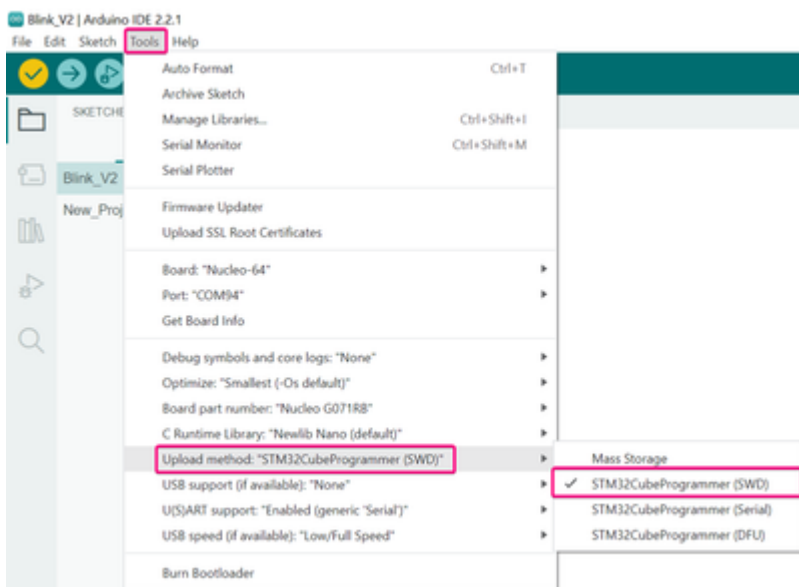 Blink_V2 | Arduino IDE 2.2.1
File Edit Sketch Tools Help
SKETCHE
Blink_V2
New_Proj
Auto Format Ctrl+T
Archive Sketch
Manage Libraries... Ctrl+Shift+I
Serial Monitor Ctrl+Shift+M
Serial Plotter
Firmware Updater
Upload SSL Root Certificates
Board: "Nucleo-64"
Port: "COM94"
Get Board Info
Debug symbols and core logs: "None"
Optimize: "Smallest (-Os default)"
Board part number: "Nucleo G071RB"
C Runtime Library: "Newlib Nano (default)"
Upload method: "STM32CubeProgrammer (SWD)"
USB support (if available): "None"
U(S)ART support: "Enabled (generic 'Serial')"
USB speed (if available): "Low/Full Speed"
Burn Bootloader
Mass Storage
STM32CubeProgrammer (SWD)
STM32CubeProgrammer (Serial)
STM32CubeProgrammer (DFU)